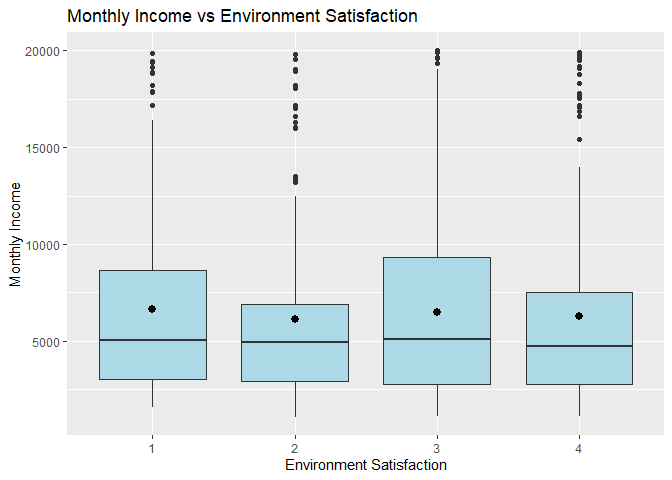 Monthly Income vs Environment Satisfaction
20000
15000
10000
5000
Monthly Income
1 2 3 4
Environment Satisfaction